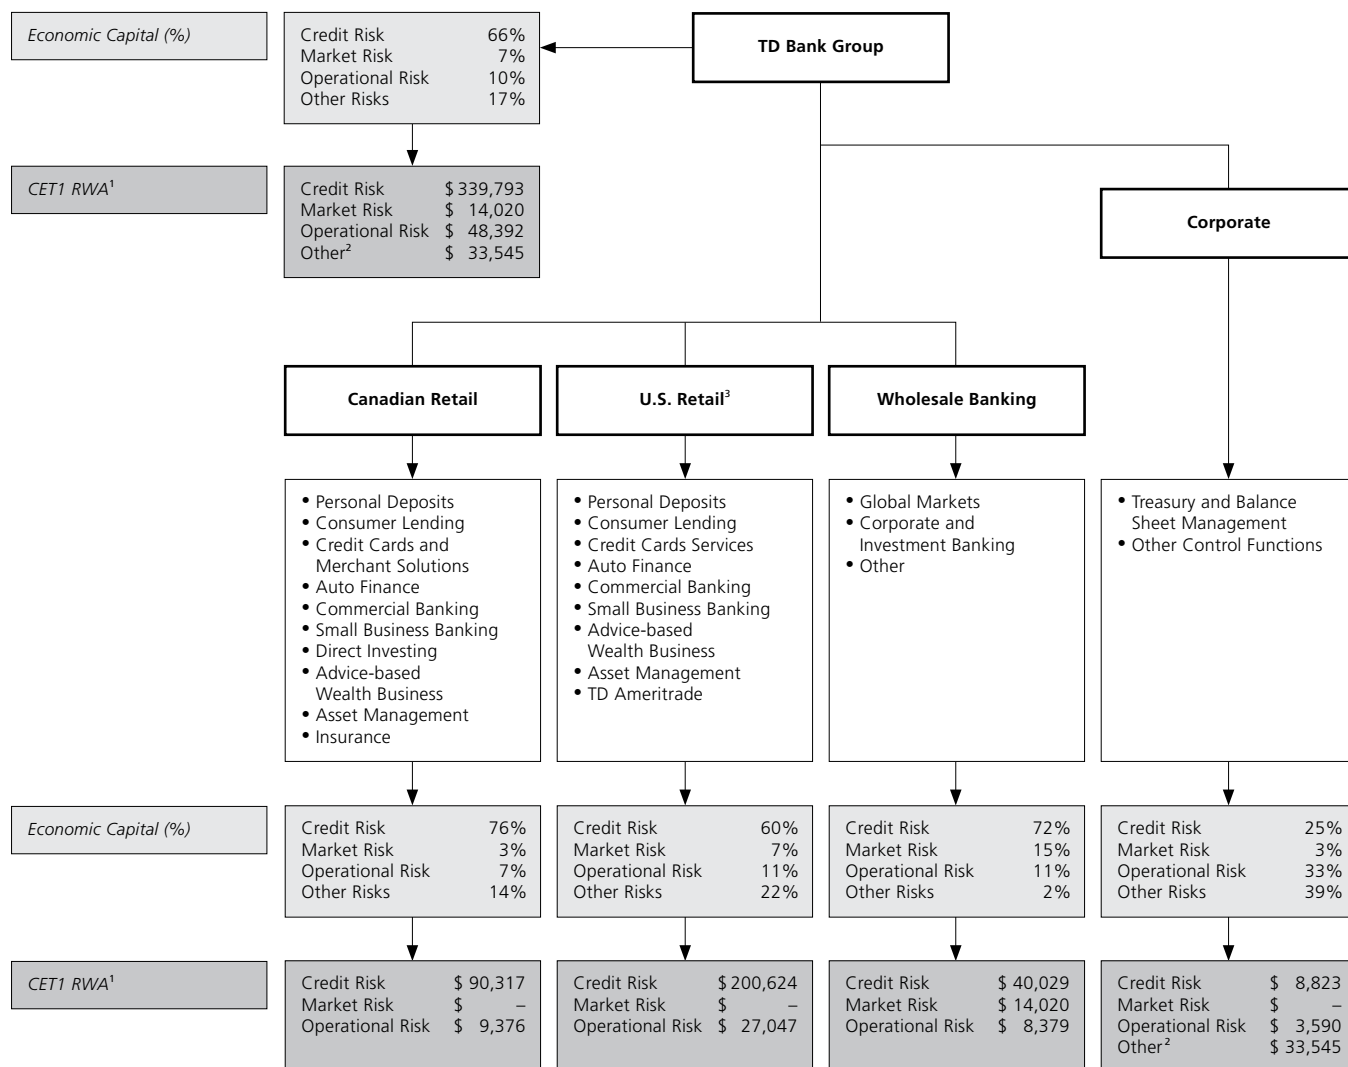 Economic Capital (%)
Credit Risk 66%
Market Risk 7%
Operational Risk 10%
Other Risks 17%
TD Bank Group
CET1 RWA¹
Credit Risk $ 339,793
Market Risk $ 14,020
Operational Risk $ 48,392
Other² $ 33,545
Corporate
Canadian Retail
U.S. Retail³
Wholesale Banking
• Personal Deposits
• Consumer Lending
• Credit Cards and
Merchant Solutions
• Auto Finance
• Commercial Banking
• Small Business Banking
• Direct Investing
• Advice-based
Wealth Business
• Asset Management
• Insurance
• Personal Deposits
• Consumer Lending
• Credit Cards Services
• Auto Finance
• Commercial Banking
• Small Business Banking
• Advice-based
Wealth Business
• Asset Management
• TD Ameritrade
• Global Markets
• Corporate and
Investment Banking
• Other
• Treasury and Balance
Sheet Management
• Other Control Functions
Economic Capital (%)
Credit Risk 76%
Market Risk 3%
Operational Risk 7%
Other Risks 14%
Credit Risk 60%
Market Risk 7%
Operational Risk 11%
Other Risks 22%
Credit Risk 72%
Market Risk 15%
Operational Risk 11%
Other Risks 2%
Credit Risk 25%
Market Risk 3%
Operational Risk 33%
Other Risks 39%
CET1 RWA¹
Credit Risk $ 90,317
Market Risk $ –
Operational Risk $ 9,376
Credit Risk $ 200,624
Market Risk $ –
Operational Risk $ 27,047
Credit Risk $ 40,029
Market Risk $ 14,020
Operational Risk $ 8,379
Credit Risk $ 8,823
Market Risk $ –
Operational Risk $ 3,590
Other² $ 33,545